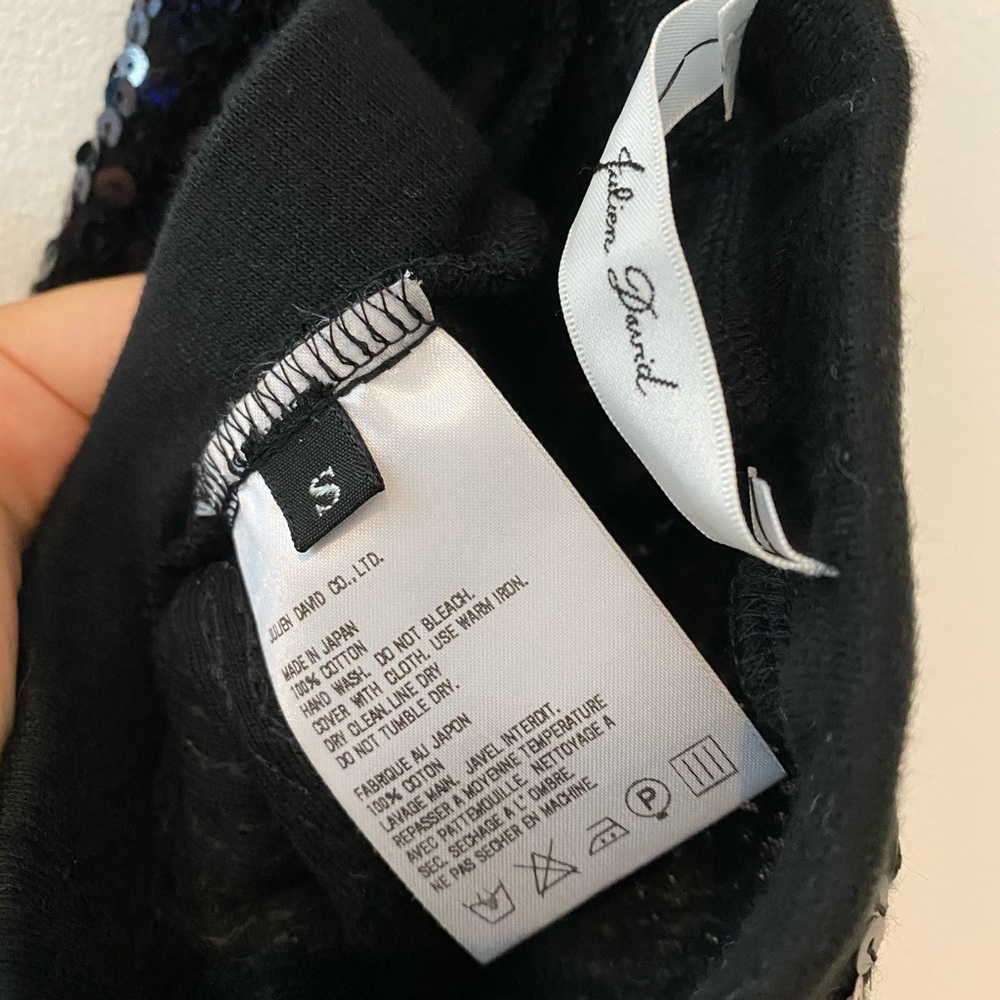 Julien David
S
JULIEN DAVID CO., LTD.
MADE IN JAPAN
100% COTTON
HAND WASH. DO NOT BLEACH.
COVER WITH CLOTH. USE WARM IRON.
DRY CLEAN. LINE DRY
DO NOT TUMBLE DRY.
FABRIQUE AU JAPON
100% COTON
LAVAGE MAIN. JAVEL INTERDIT.
REPASSER A MOYENNE TEMPERATURE
AVEC PATTEMOUILLE. NETTOYAGE A
SEC. SECHAGE A L' OMBRE.
NE PAS SECHER EN MACHINE
P